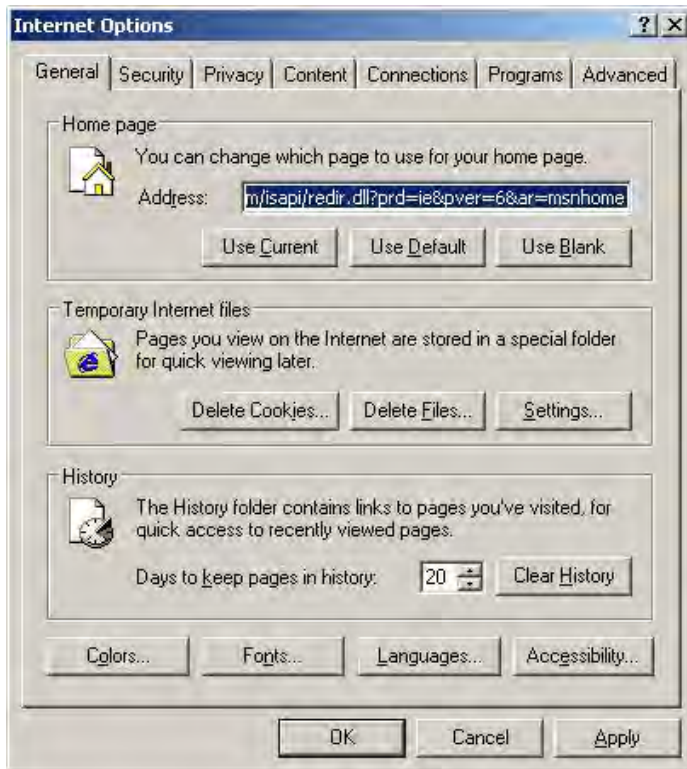 Internet Options
General Security Privacy Content Connections Programs Advanced
Home page
You can change which page to use for your home page.
Address: m/isapi/redir.dll?prd=ie&pver=6&ar=msnhome
Use Current Use Default Use Blank
Temporary Internet files
Pages you view on the Internet are stored in a special folder
for quick viewing later.
Delete Cookies... Delete Files... Settings...
History
The History folder contains links to pages you've visited, for
quick access to recently viewed pages.
Days to keep pages in history: 20 Clear History
Colors... Fonts... Languages... Accessibility...
OK Cancel Apply